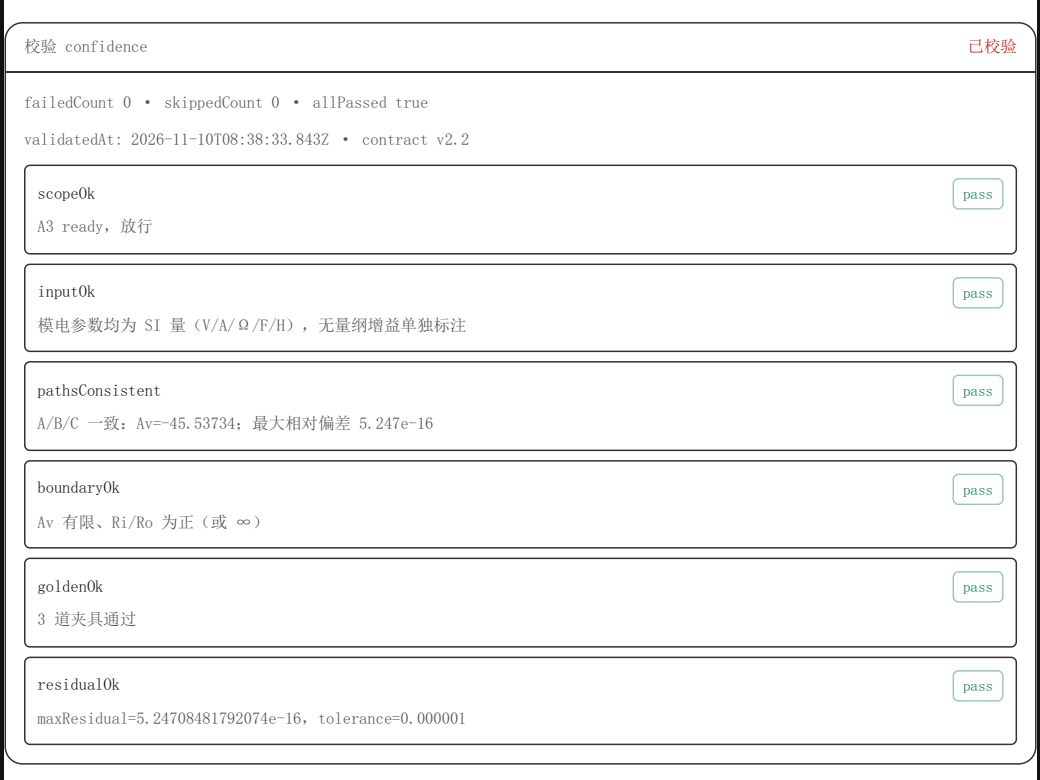 校验 confidence
已校验
failedCount 0 • skippedCount 0 • allPassed true
validatedAt: 2026-11-10T08:38:33.843Z • contract v2.2
scopeOk
pass
A3 ready，放行
inputOk
pass
模电参数均为 SI 量（V/A/Ω/F/H），无量纲增益单独标注
pathsConsistent
pass
A/B/C 一致：Av=-45.53734；最大相对偏差 5.247e-16
boundaryOk
pass
Av 有限、Ri/Ro 为正（或 ∞）
goldenOk
pass
3 道夹具通过
residualOk
pass
maxResidual=5.24708481792074e-16，tolerance=0.000001